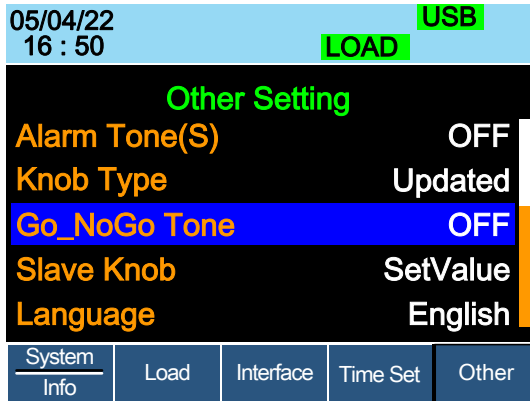 05/04/22 USB
16 : 50 LOAD
Other Setting
Alarm Tone(S) OFF
Knob Type Updated
Go_NoGo Tone OFF
Slave Knob SetValue
Language English
System Info Load Interface Time Set Other